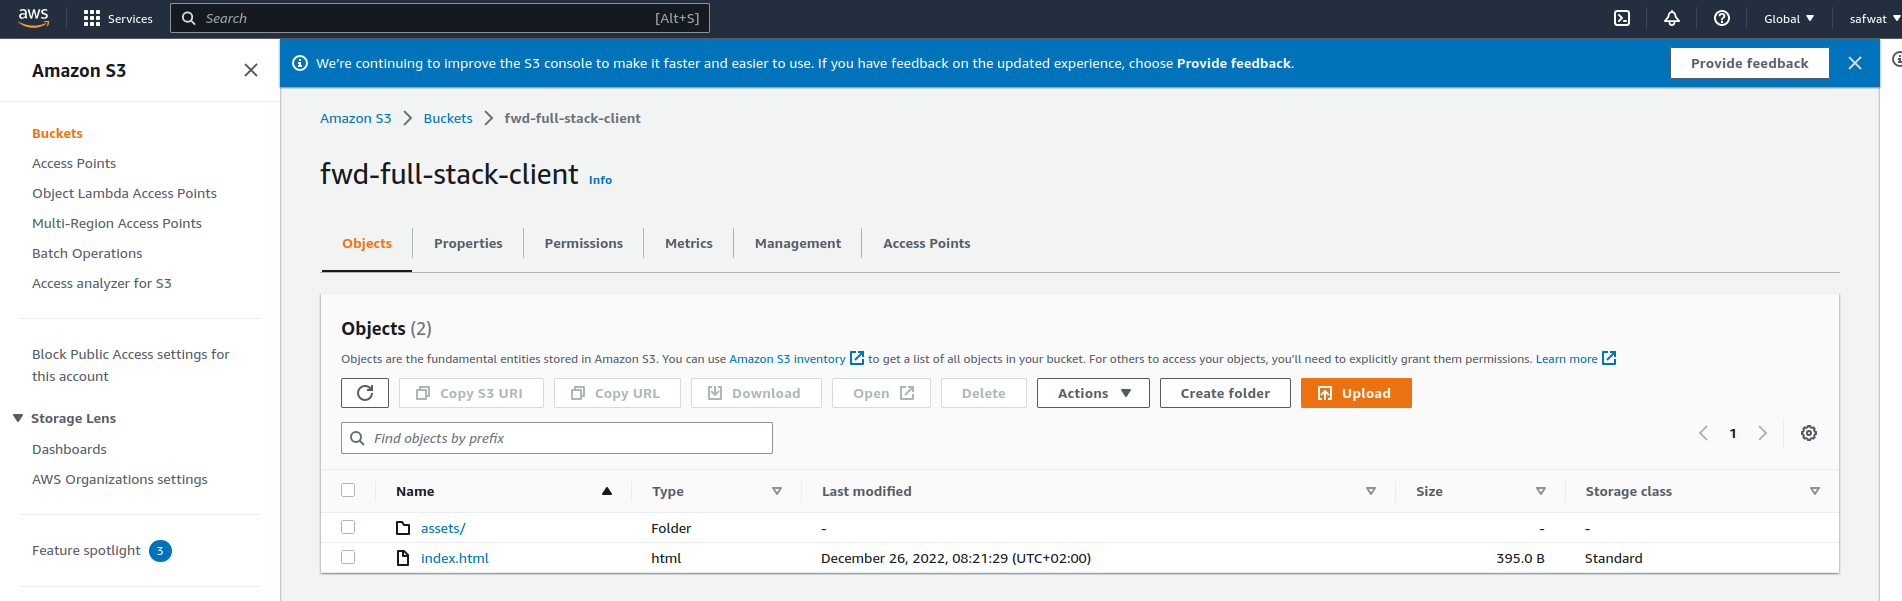 aws Services Search [Alt+S] Global safwat
Amazon S3
We're continuing to improve the S3 console to make it faster and easier to use. If you have feedback on the updated experience, choose Provide feedback. Provide feedback
Buckets
Access Points
Object Lambda Access Points
Multi-Region Access Points
Batch Operations
Access analyzer for S3
Block Public Access settings for
this account
Storage Lens
Dashboards
AWS Organizations settings
Feature spotlight 3
Amazon S3 Buckets fwd-full-stack-client
fwd-full-stack-client Info
Objects Properties Permissions Metrics Management Access Points
Objects (2)
Objects are the fundamental entities stored in Amazon S3. You can use Amazon S3 inventory to get a list of all objects in your bucket. For others to access your objects, you'll need to explicitly grant them permissions. Learn more
Copy S3 URI Copy URL Download Open Delete Actions Create folder Upload
Find objects by prefix 1
Name Type Last modified Size Storage class
assets/ Folder - - -
index.html html December 26, 2022, 08:21:29 (UTC+02:00) 395.0 B Standard